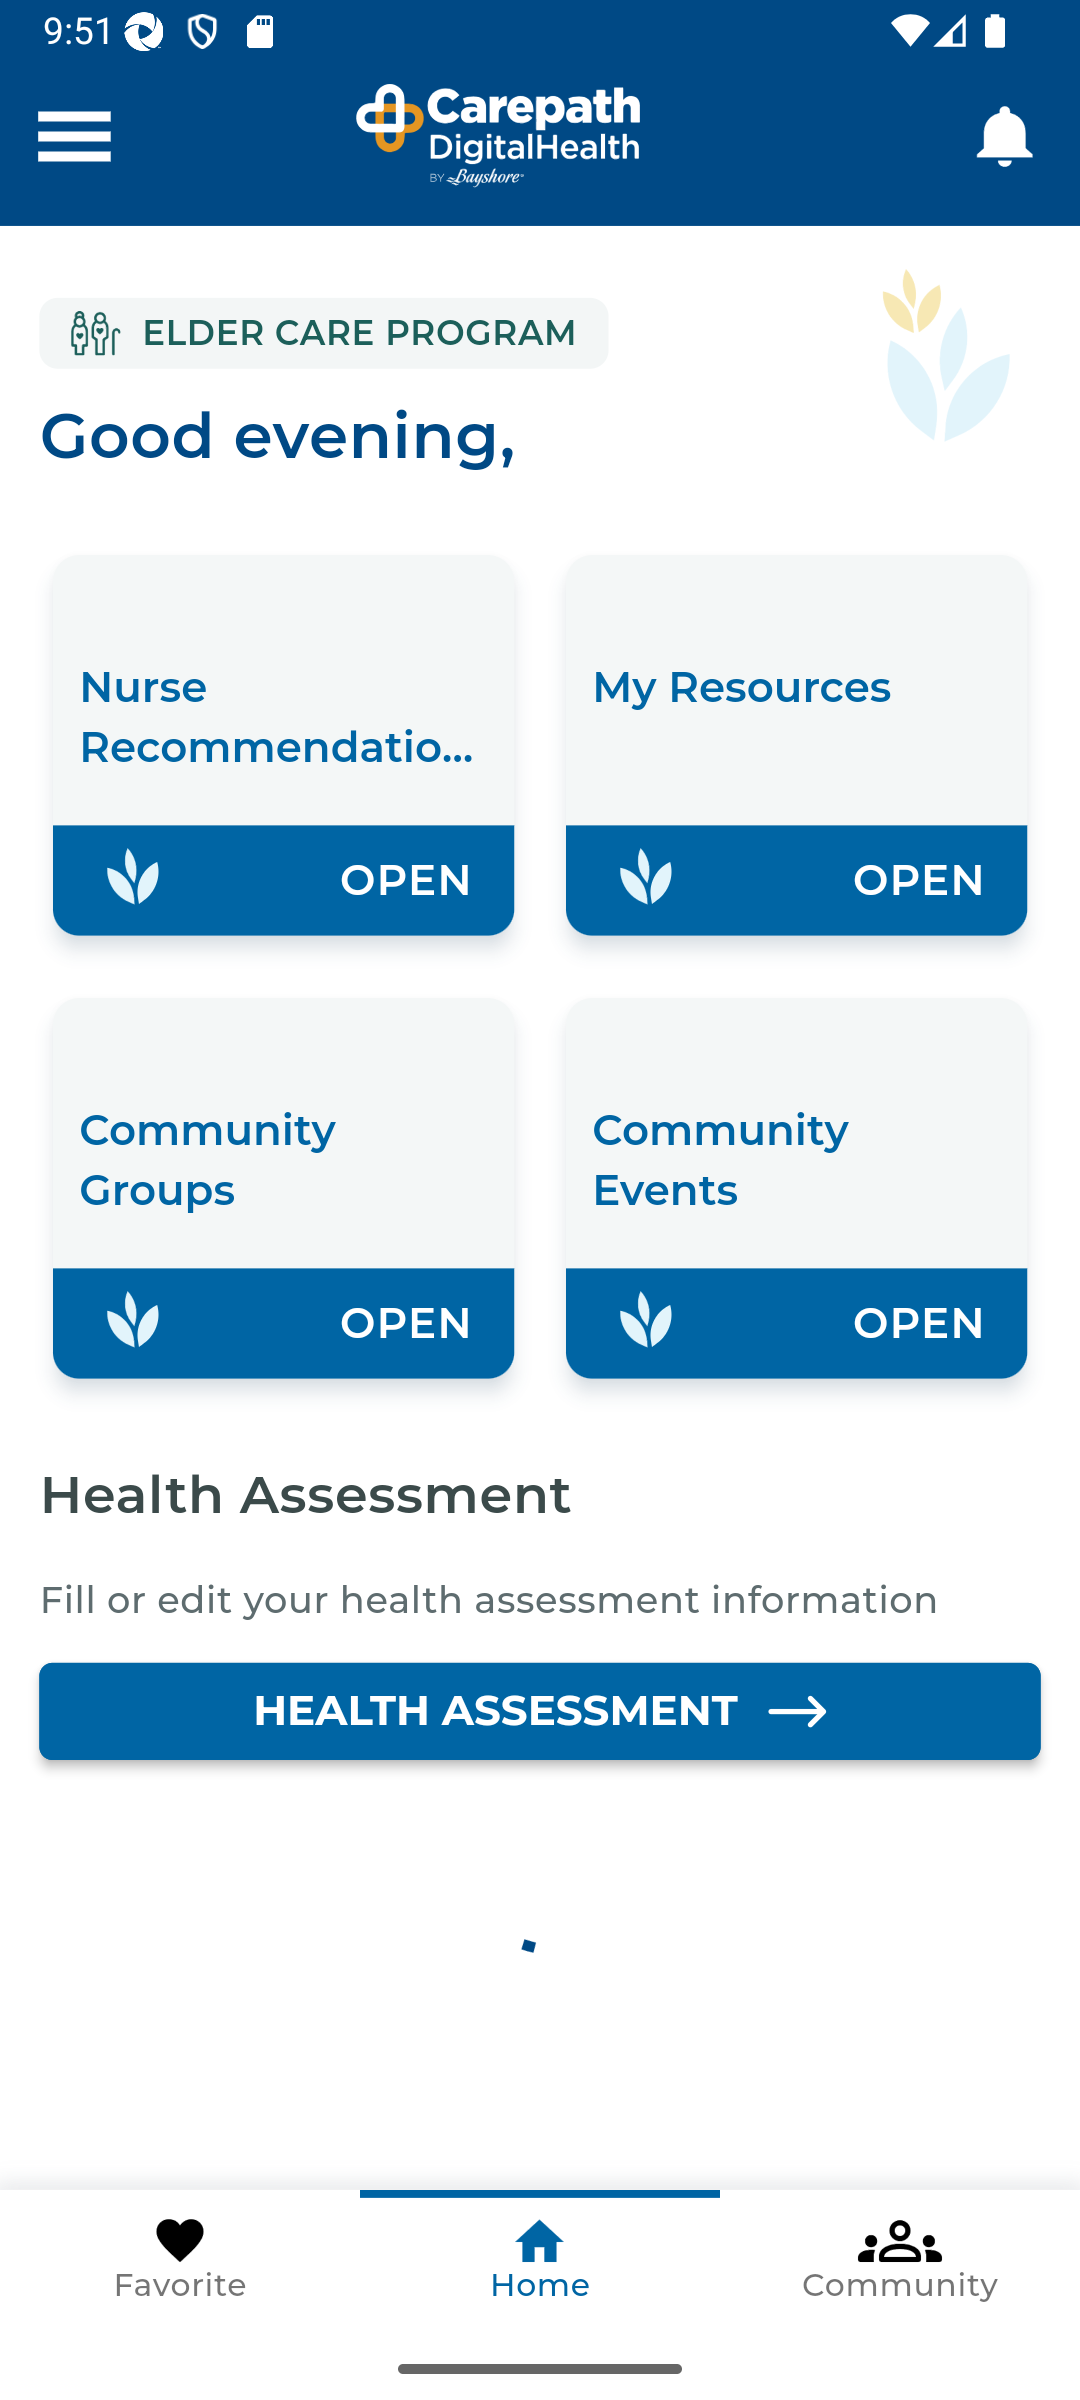 9:51
Carepath
DigitalHealth
BY Bayshore
ELDER CARE PROGRAM
Good evening,
Nurse
Recommendatio...
My Resources
OPEN
OPEN
Community
Groups
Community
Events
OPEN
OPEN
Health Assessment
Fill or edit your health assessment information
HEALTH ASSESSMENT
Favorite
Home
Community